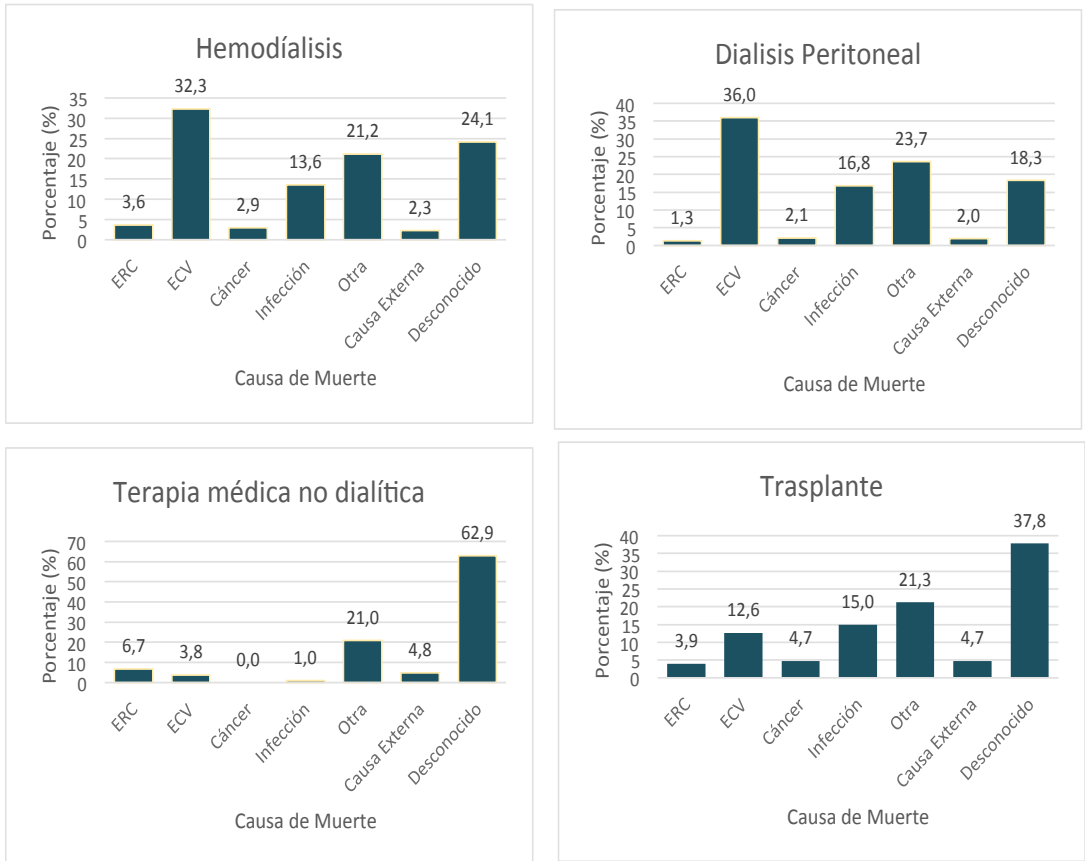 Hemodíalisis
Porcentaje (%)
35
30
25
20
15
10
5
0
3,6
32,3
2,9
13,6
21,2
2,3
24,1
ERC
ECV
Cáncer
Infección
Otra
Causa Externa
Desconocido
Causa de Muerte
Dialisis Peritoneal
Porcentaje (%)
40
35
30
25
20
15
10
5
0
1,3
36,0
2,1
16,8
23,7
2,0
18,3
ERC
ECV
Cáncer
Infección
Otra
Causa Externa
Desconocido
Causa de Muerte
Terapia médica no dialítica
Porcentaje (%)
70
60
50
40
30
20
10
0
6,7
3,8
0,0
1,0
21,0
4,8
62,9
ERC
ECV
Cáncer
Infección
Otra
Causa Externa
Desconocido
Causa de Muerte
Trasplante
Porcentaje (%)
40
35
30
25
20
15
10
5
0
3,9
12,6
4,7
15,0
21,3
4,7
37,8
ERC
ECV
Cáncer
Infección
Otra
Causa Externa
Desconocido
Causa de Muerte